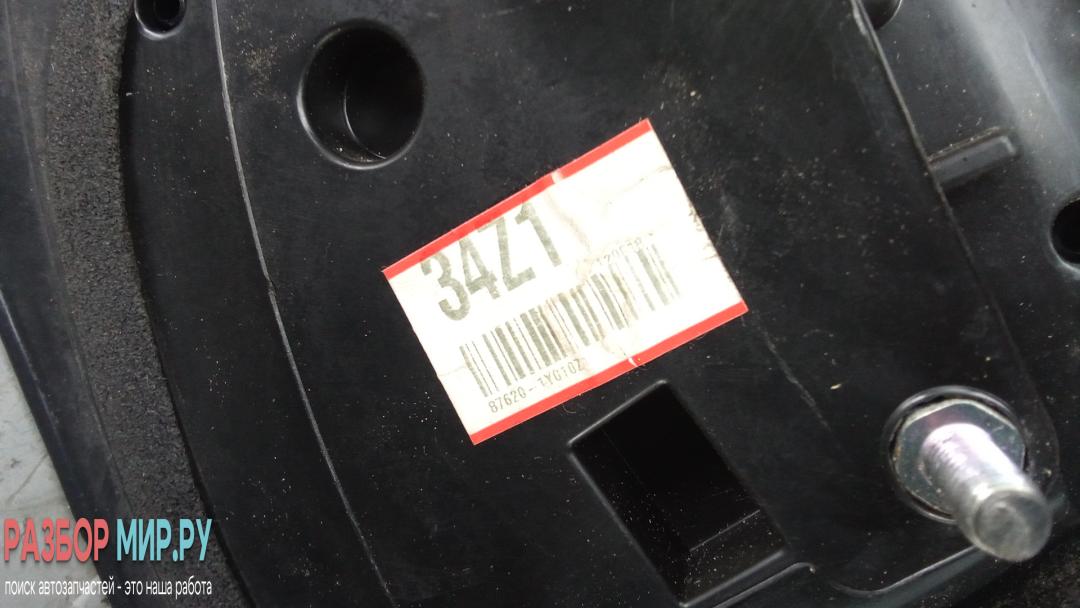 34Z1
87620-1Y010Z
РАЗБОР МИР.РУ
поиск автозапчастей - это наша работа